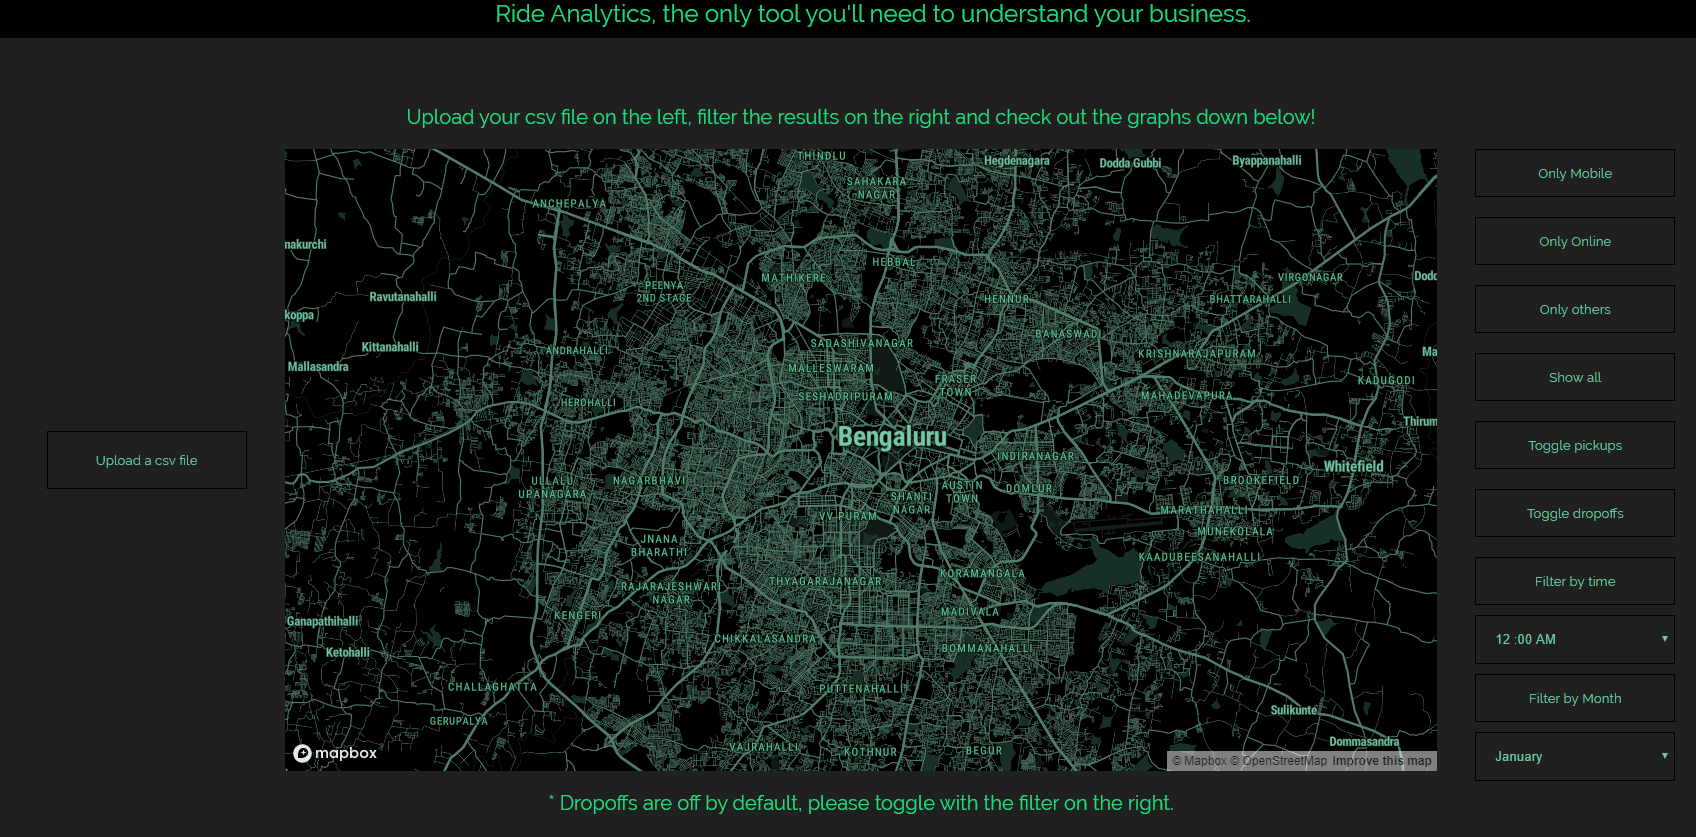 Ride Analytics, the only tool you'll need to understand your business.
Upload your csv file on the left, filter the results on the right and check out the graphs down below!
Upload a csv file
THINDLU
Hegdenagara
Dodda Gubbi
Byappanahalli
SAHAKARA
NAGAR
ANCHEPALYA
nakurchi
HEBBAL
MATHIKERE
VIRGONAGAR
Dodd
PEENYA
2ND STAGE
Ravutanahalli
HENNUR
BHATTARAHALLI
koppa
BANASWADI
SADASHIVANAGAR
Kittanahalli
ANDRAHALLI
KRISHNARAJAPURAM
Ma
Mallasandra
MALLESWARAM
FRASER
TOWN
KADUGODI
SESHADRIPURAM
MAHADEVAPURA
HEROHALLI
Thirum
Bengaluru
INDIRANAGAR
Whitefield
ULLALU
UPANAGARA
NAGARBHAVI
BROOKEFIELD
AUSTIN
TOWN
DOMLUR
SHANTI
NAGAR
VV PURAM
MARATHAHALLI
MUNEKOLALA
JNANA
BHARATHI
KAADUBEESANAHALLI
KORAMANGALA
THYAGARAJANAGAR
RAJARAJESHWARI
NAGAR
KENGERI
MADIVALA
Ganapathihalli
CHIKKALASANDRA
BOMMANAHALLI
Ketohalli
CHALLAGHATTA
PUTTENAHALLI
GERUPALYA
Sulikunte
Dommasandra
VAJRAHALLI
KOTHNUR
BEGUR
mapbox
© Mapbox © OpenStreetMap Improve this map
Only Mobile
Only Online
Only others
Show all
Toggle pickups
Toggle dropoffs
Filter by time
12 :00 AM
Filter by Month
January
* Dropoffs are off by default, please toggle with the filter on the right.